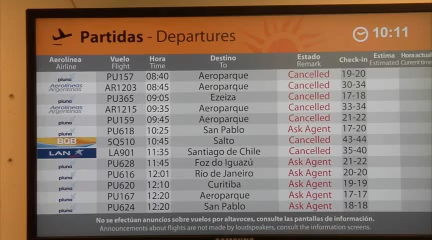 Partidas - Departures 10:11
Aerolínea Vuelo Hora Destino Estado Check-in Estima Hora actual
Airline Flight Time To Remark Estimated Current time
pluna PU157 08:40 Aeroparque Cancelled 19-20
Aerolíneas Argentinas AR1203 08:45 Aeroparque Cancelled 30-34
pluna PU365 09:05 Ezeiza Cancelled 17-18
Aerolíneas Argentinas AR1215 09:35 Aeroparque Cancelled 33-34
pluna PU159 09:45 Aeroparque Cancelled 21-22
pluna PU618 10:25 San Pablo Ask Agent 17-20
BQB 5Q510 10:45 Salto Cancelled 43-44
LAN LA901 11:35 Santiago de Chile Cancelled 35-40
pluna PU628 11:45 Foz do Iguazú Ask Agent 21-22
pluna PU616 12:01 Río de Janeiro Ask Agent 20-20
pluna PU620 12:10 Curitiba Ask Agent 19-19
pluna PU167 12:20 Aeroparque Ask Agent 17-17
pluna PU624 12:20 San Pablo Ask Agent 18-18
No se efectúan anuncios sobre vuelos por altavoces, consulte las pantallas de información.
Announcements about flights are not made by loudspeakers, consult the information screens.
SAMSUNG